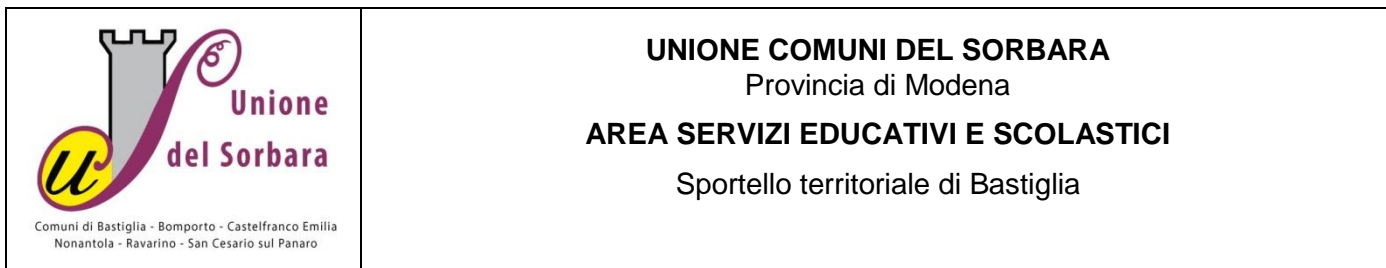 Unione
del Sorbara
u
Comuni di Bastiglia - Bomporto - Castelfranco Emilia
Nonantola - Ravarino - San Cesario sul Panaro
UNIONE COMUNI DEL SORBARA
Provincia di Modena
AREA SERVIZI EDUCATIVI E SCOLASTICI
Sportello territoriale di Bastiglia